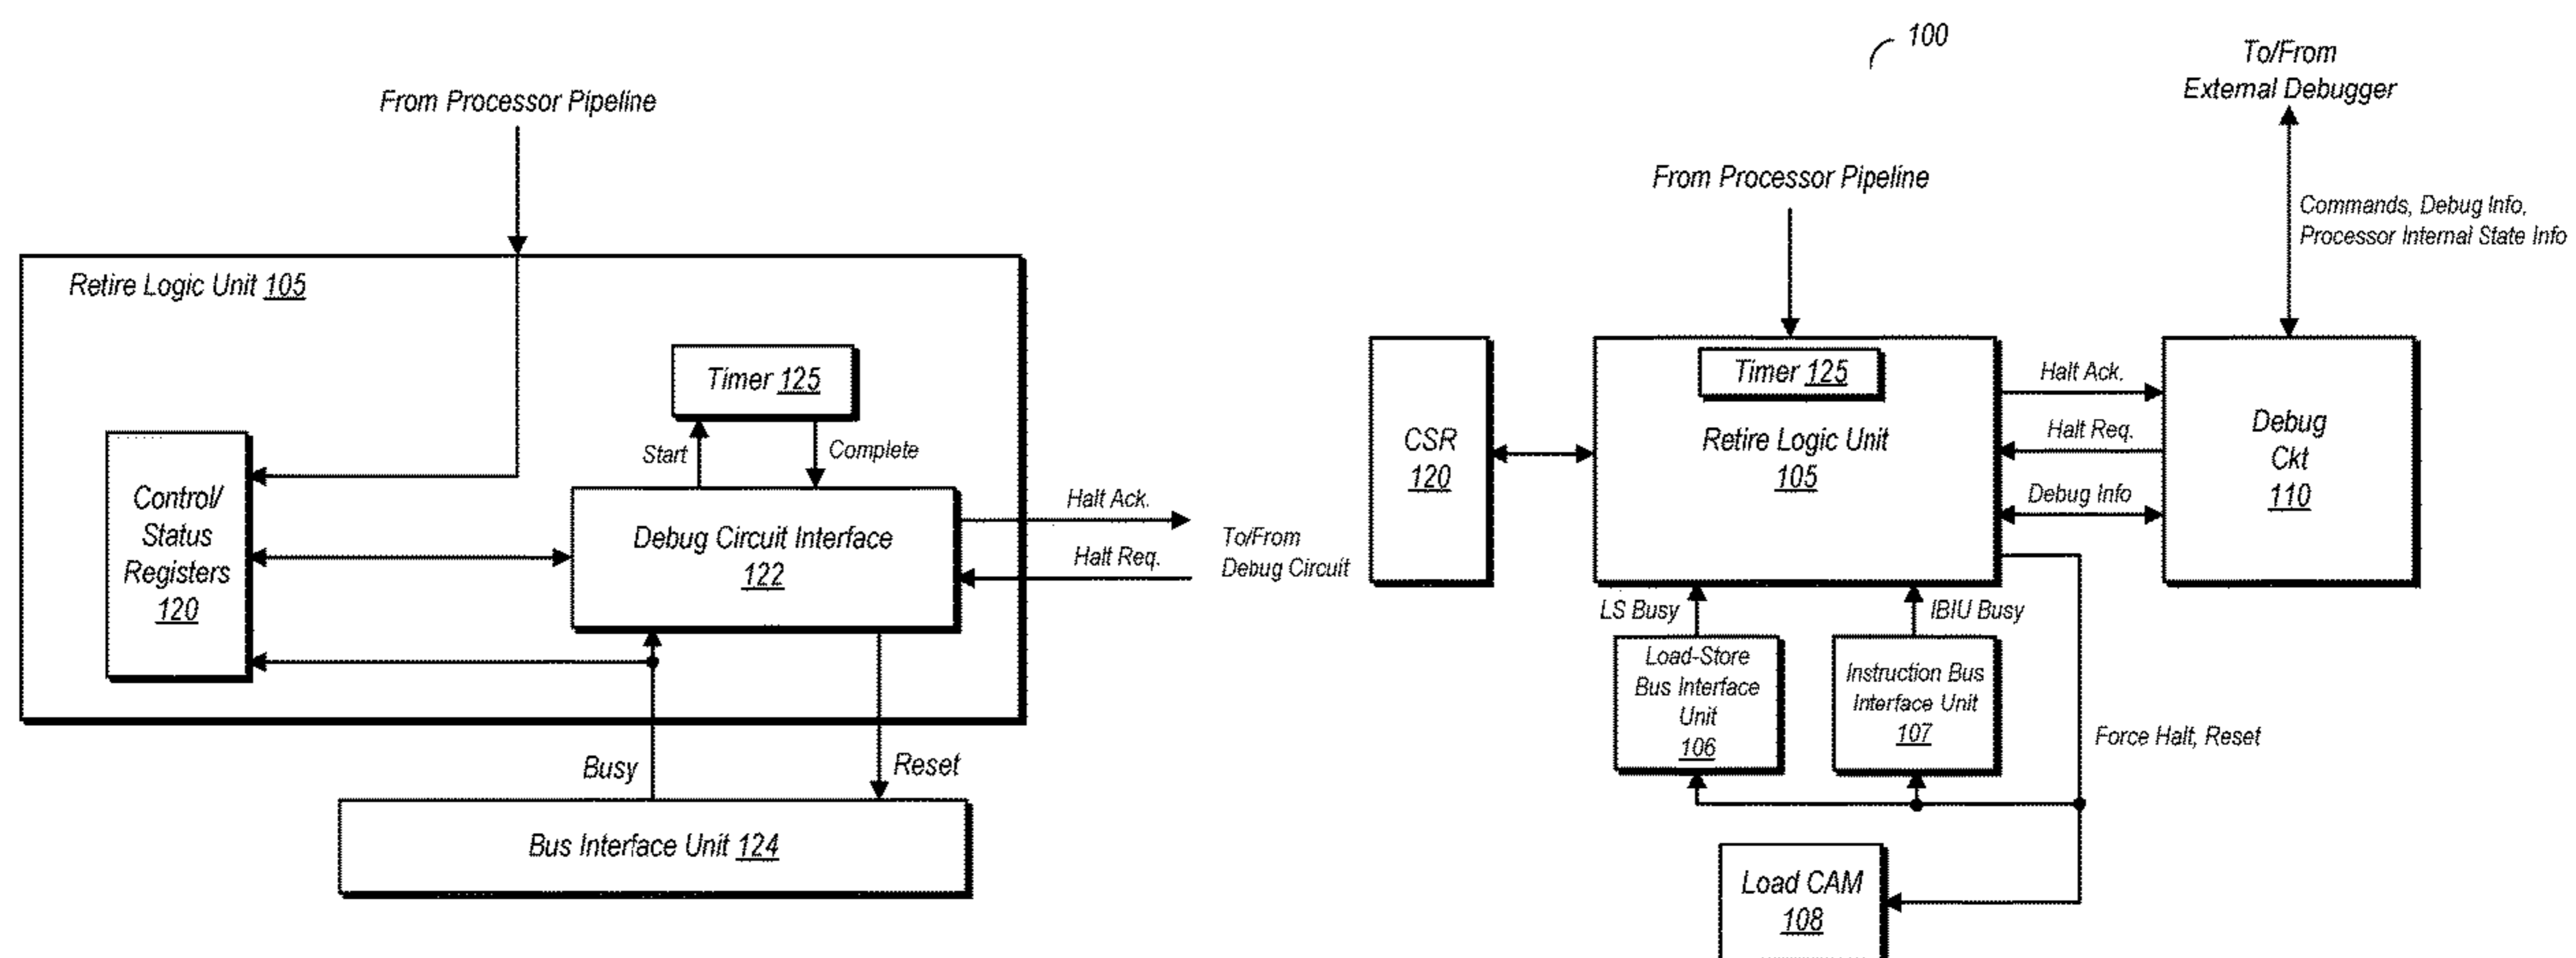 From Processor Pipeline
Retire Logic Unit 105
Timer 125
Start
Complete
Control/
Status
Registers
120
Debug Circuit Interface
122
Halt Ack.
Halt Req.
To/From
Debug Circuit
Busy
Reset
Bus Interface Unit 124
100
To/From
External Debugger
From Processor Pipeline
Commands, Debug Info,
Processor Internal State Info
CSR
120
Timer 125
Retire Logic Unit
105
Halt Ack.
Halt Req.
Debug Info
Debug
Ckt
110
LS Busy
IBIU Busy
Load-Store
Bus Interface
Unit
106
Instruction Bus
Interface Unit
107
Force Halt, Reset
Load CAM
108